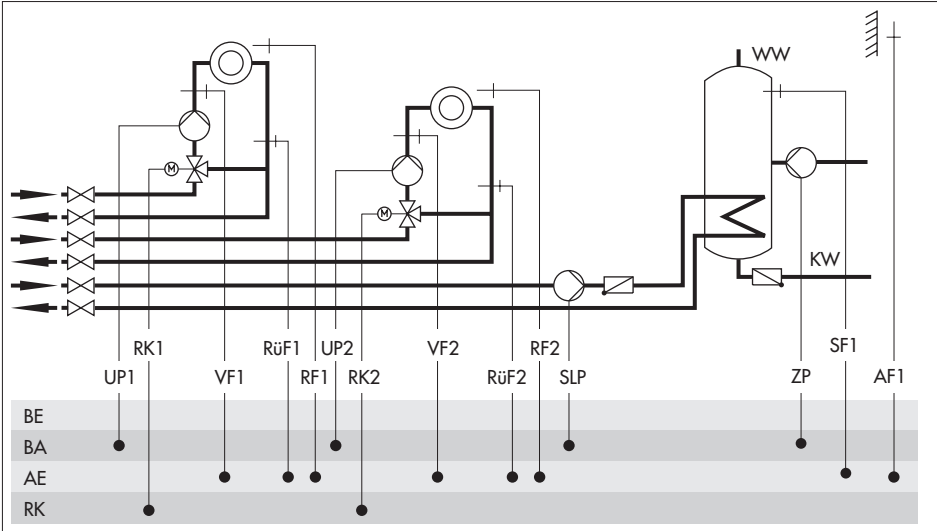 WW
M
M
KW
RK1 RüF1 UP2 VF2 RF2 SF1
UP1 VF1 RF1 RK2 RüF2 SLP ZP AF1
BE
BA
AE
RK